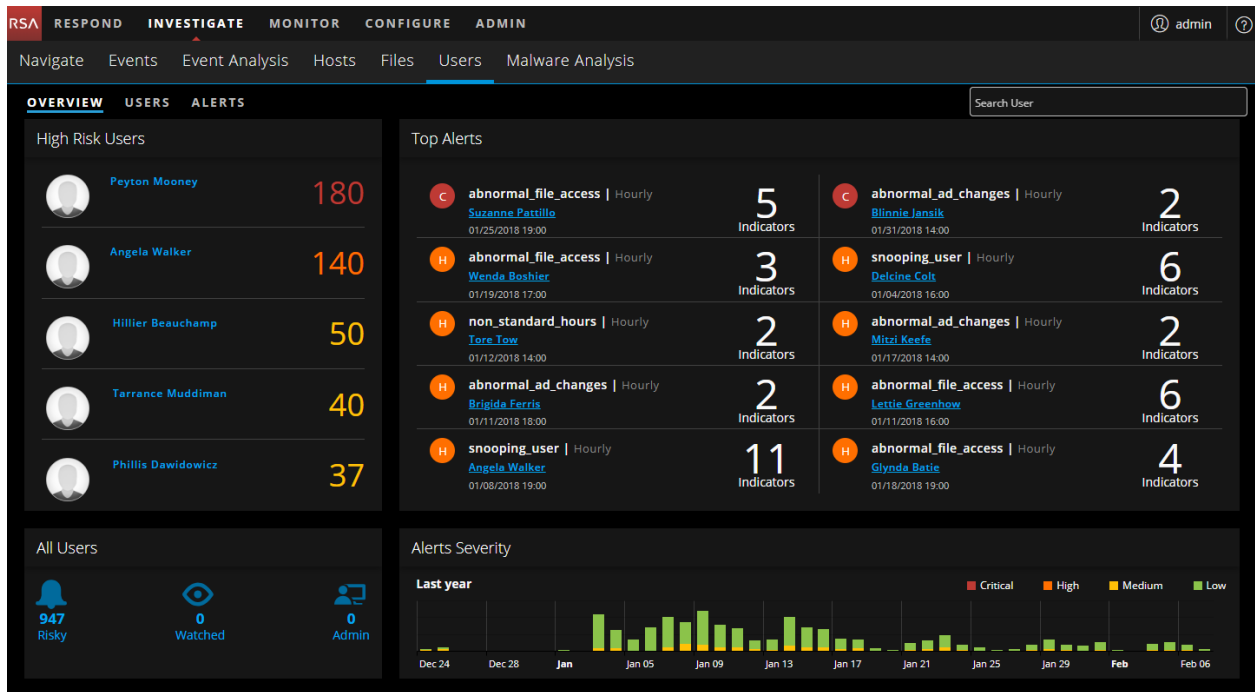 RSA RESPOND INVESTIGATE MONITOR CONFIGURE ADMIN admin ?
Navigate Events Event Analysis Hosts Files Users Malware Analysis
OVERVIEW USERS ALERTS Search User
High Risk Users
Peyton Mooney 180
Angela Walker 140
Hillier Beauchamp 50
Tarrance Muddiman 40
Phillis Dawidowicz 37
Top Alerts
C abnormal_file_access | Hourly
Suzanne Pattillo
01/25/2018 19:00
5
Indicators
C abnormal_ad_changes | Hourly
Blinnie Jansik
01/31/2018 14:00
2
Indicators
H abnormal_file_access | Hourly
Wenda Boshier
01/19/2018 17:00
3
Indicators
H snooping_user | Hourly
Delcine Colt
01/04/2018 16:00
6
Indicators
H non_standard_hours | Hourly
Tore Tow
01/12/2018 14:00
2
Indicators
H abnormal_ad_changes | Hourly
Mitzi Keefe
01/17/2018 14:00
2
Indicators
H abnormal_ad_changes | Hourly
Brigida Ferris
01/11/2018 18:00
2
Indicators
H abnormal_file_access | Hourly
Lettie Greenhow
01/11/2018 16:00
6
Indicators
H snooping_user | Hourly
Angela Walker
01/08/2018 19:00
11
Indicators
H abnormal_file_access | Hourly
Glynda Batie
01/18/2018 19:00
4
Indicators
All Users
947 0 0
Risky Watched Admin
Alerts Severity
Last year Critical High Medium Low
Dec 24 Dec 28 Jan Jan 05 Jan 09 Jan 13 Jan 17 Jan 21 Jan 25 Jan 29 Feb Feb 06